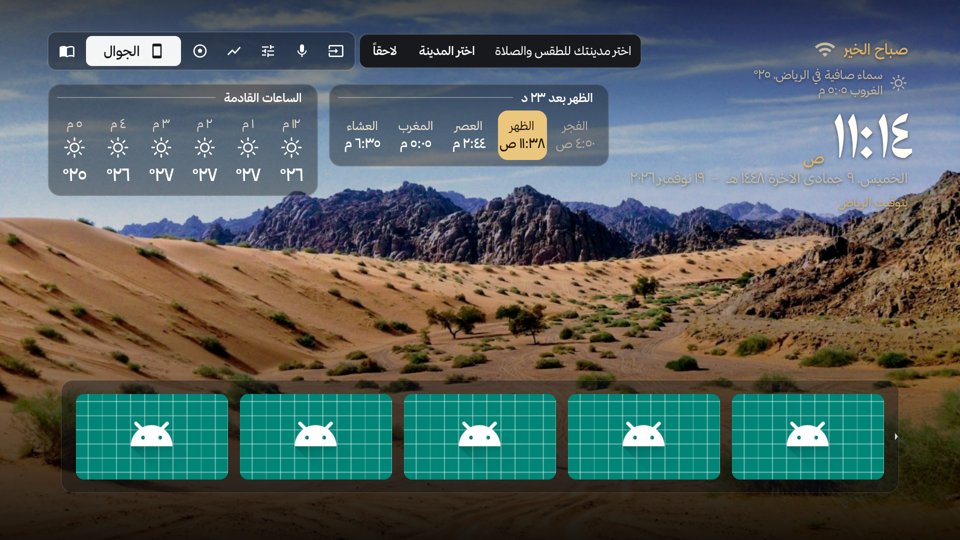 صباح الخير
سماء صافية في الرياض، ٢٥°
الغروب ٥:٠٥ م
١١:١٤ ص
الخميس، ٩ جمادى الآخرة ١٤٤٨ هـ – ١٩ نوفمبر ٢٠٢٦
بتوقيت الرياض
اختر مدينتك للطقس والصلاة اختر المدينة لاحقاً
الجوال
الظهر بعد ٢٣ د
الفجر العصر الظهر المغرب العشاء
٤:٥٠ ص ١١:٣٨ ص ٢:٤٤ م ٥:٠٥ م ٦:٣٥ م
الساعات القادمة
١٢ م ١ م ٢ م ٣ م ٤ م ٥ م
٢٦° ٢٧° ٢٧° ٢٧° ٢٦° ٢٥°